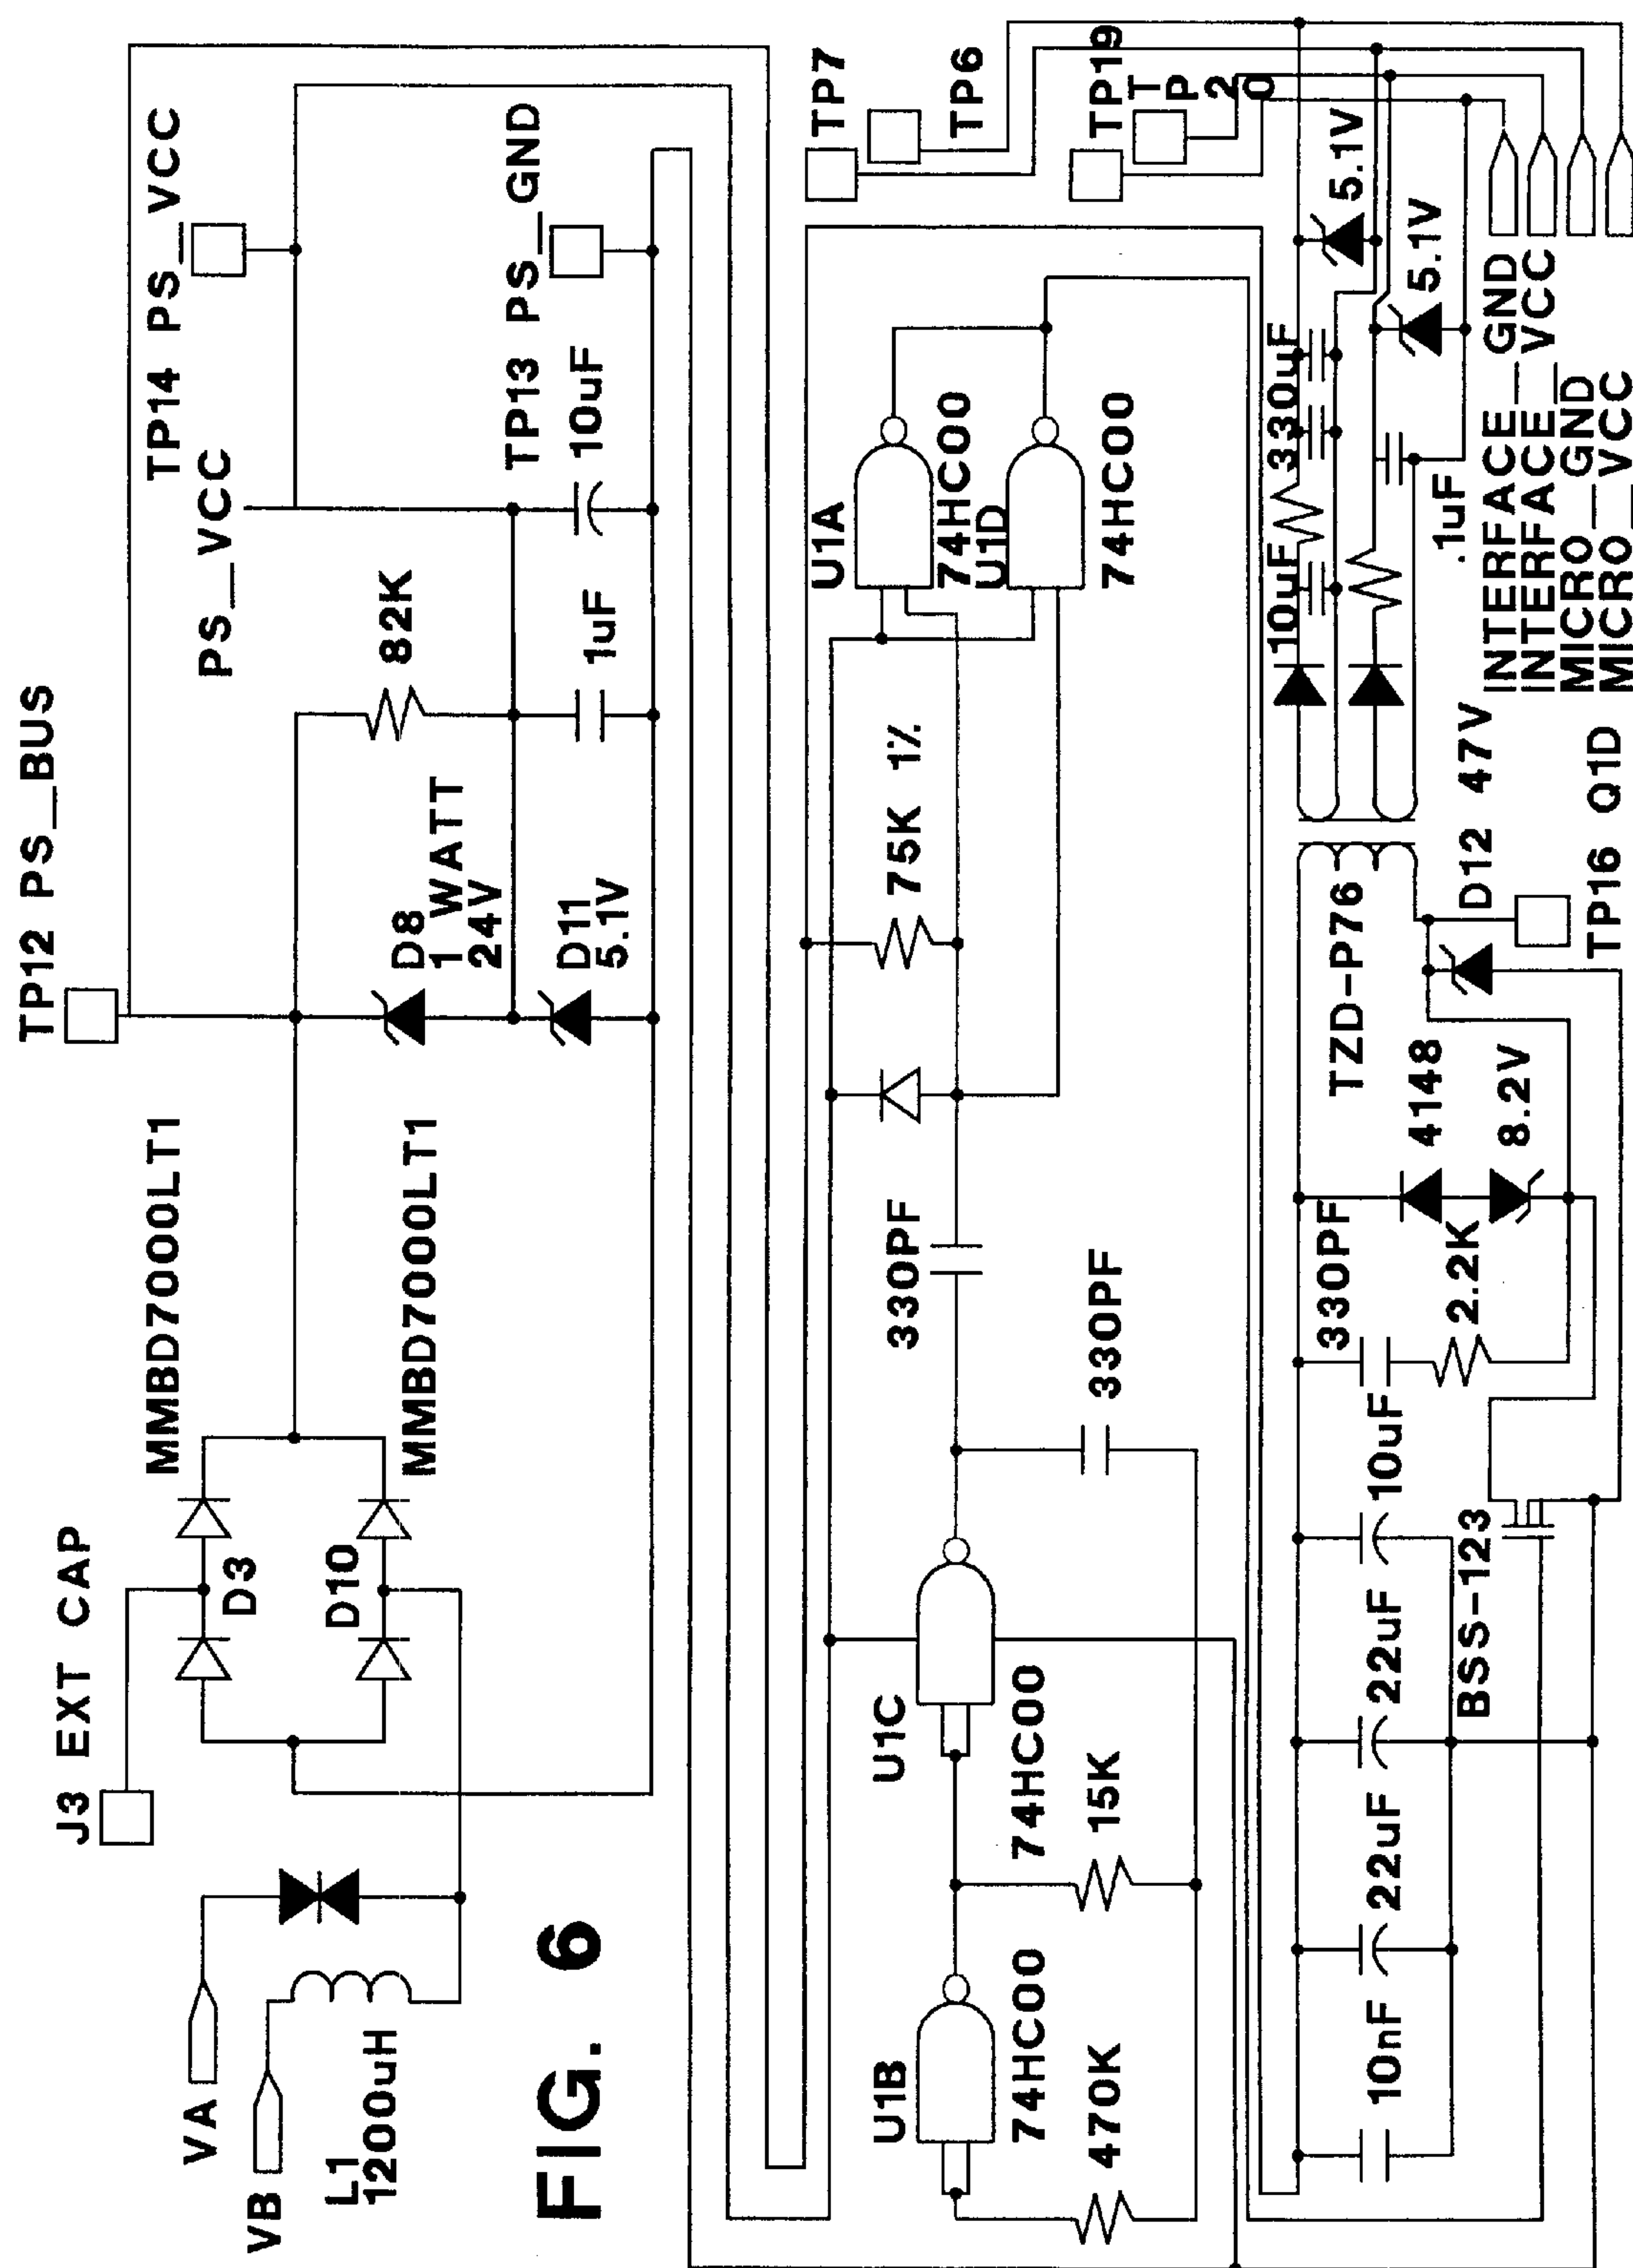 TP12 PS_BUS
TP14 PS_VCC
PS_VCC
J3 EXT CAP
MMBD7000LT1
D3
D10
MMBD7000LT1
82K
D8
1 WATT
24V
D11
5.1V
1uF
10uF
TP13 PS_GND
VA
VB
L1
1200uH
FIG. 6
TP7
TP6
TP19
TP20
U1B
74HC00
470K
15K
U1C
74HC00
330PF
330PF
75K 1%
U1A
74HC00
U1D
74HC00
10nF
22uF
22uF
10uF
BSS-123
330PF
2.2K
4148
8.2V
TZD-P76
D12 47V
TP16 Q1D
10uF
330uF
.1uF
5.1V
5.1V
INTERFACE_GND
INTERFACE_VCC
MICRO_GND
MICRO_VCC